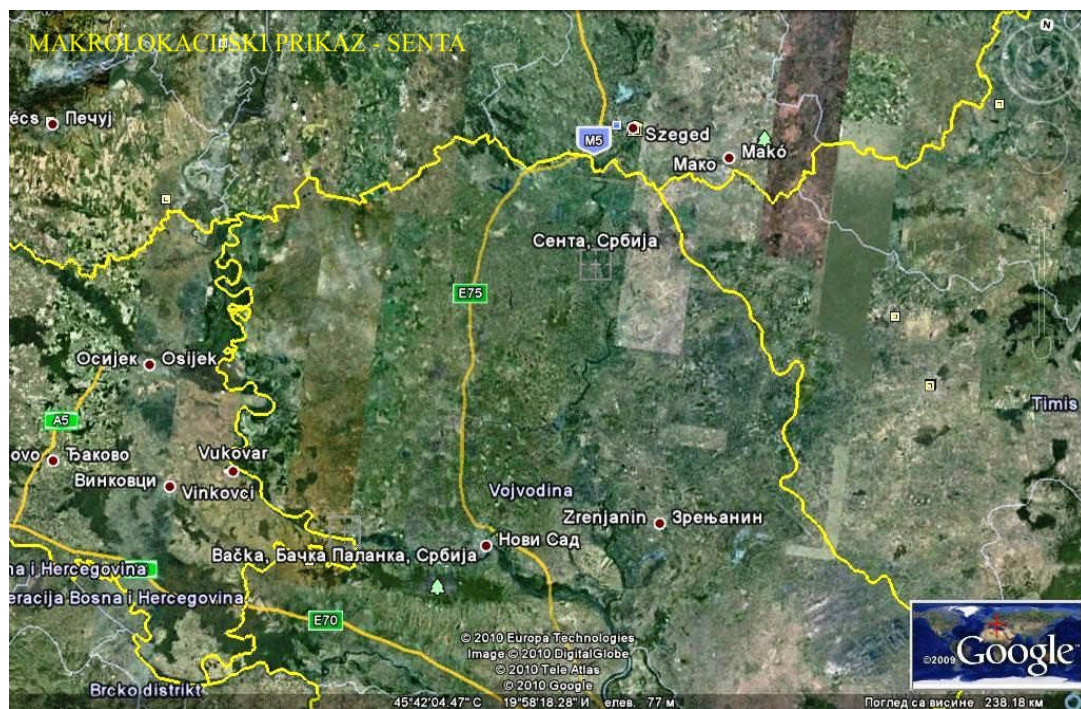 MAKROLOKACIJSKI PRIKAZ - SENTA
N
écs Печуј
M5
Szeged
Мако Makó
Сента, Србија
E75
Осијек Osijek
Timis
A5
ovo Ђаково
Vukovar
Винковци Vinkovci
Vojvodina
Zrenjanin Зрењанин
Нови Сад
Bačka, Бачка Паланка, Србија
na i Hercegovina
eracija Bosna i Hercegovina
E70
© 2010 Europa Technologies
Image © 2010 DigitalGlobe
© 2010 Tele Atlas
© 2010 Google
©2009 Google
Brcko distrikt
45°42'04.47" С 19°58'18.28" И елев. 77 м
Поглед са висине 238.18 км